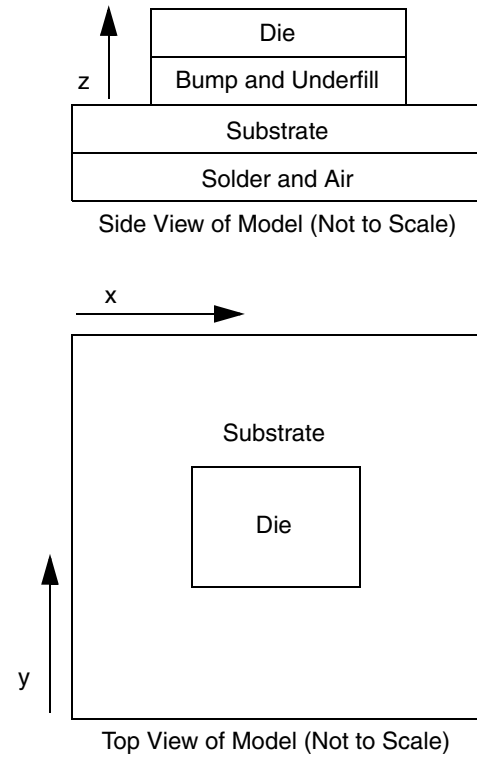 Die
z
Bump and Underfill
Substrate
Solder and Air
Side View of Model (Not to Scale)
x
Substrate
Die
y
Top View of Model (Not to Scale)